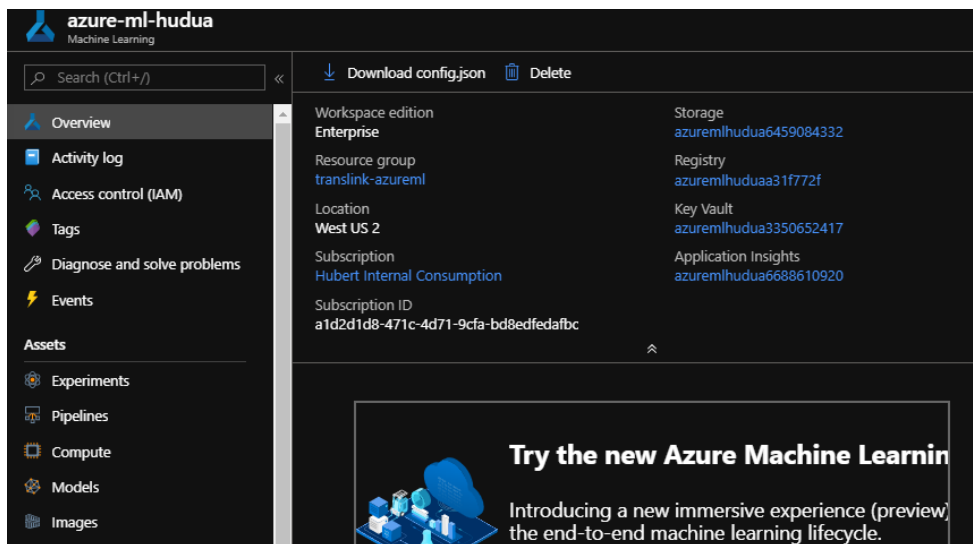 azure-ml-hudua
Machine Learning
Search (Ctrl+/)
«
Overview
Activity log
Access control (IAM)
Tags
Diagnose and solve problems
Events
Assets
Experiments
Pipelines
Compute
Models
Images
Download config.json Delete
Workspace edition
Enterprise
Resource group
translink-azureml
Location
West US 2
Subscription
Hubert Internal Consumption
Subscription ID
a1d2d1d8-471c-4d71-9cfa-bd8edfedafbc
Storage
azuremlhudua6459084332
Registry
azuremlhuduaa31f772f
Key Vault
azuremlhudua3350652417
Application Insights
azuremlhudua6688610920
Try the new Azure Machine Learnin
Introducing a new immersive experience (preview)
the end-to-end machine learning lifecycle.